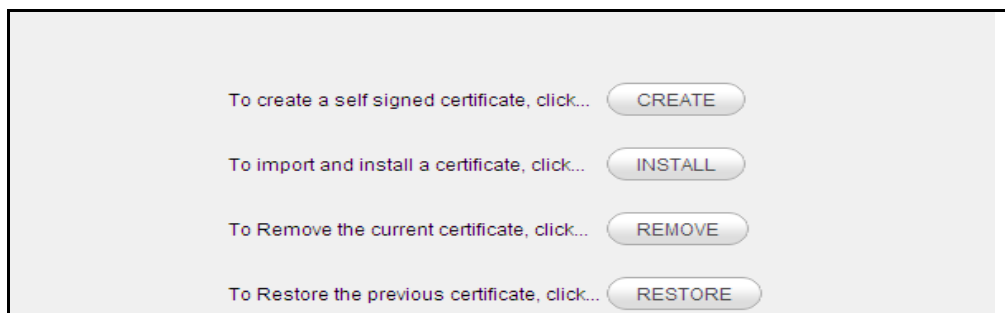 To create a self signed certificate, click... CREATE
To import and install a certificate, click... INSTALL
To Remove the current certificate, click... REMOVE
To Restore the previous certificate, click... RESTORE